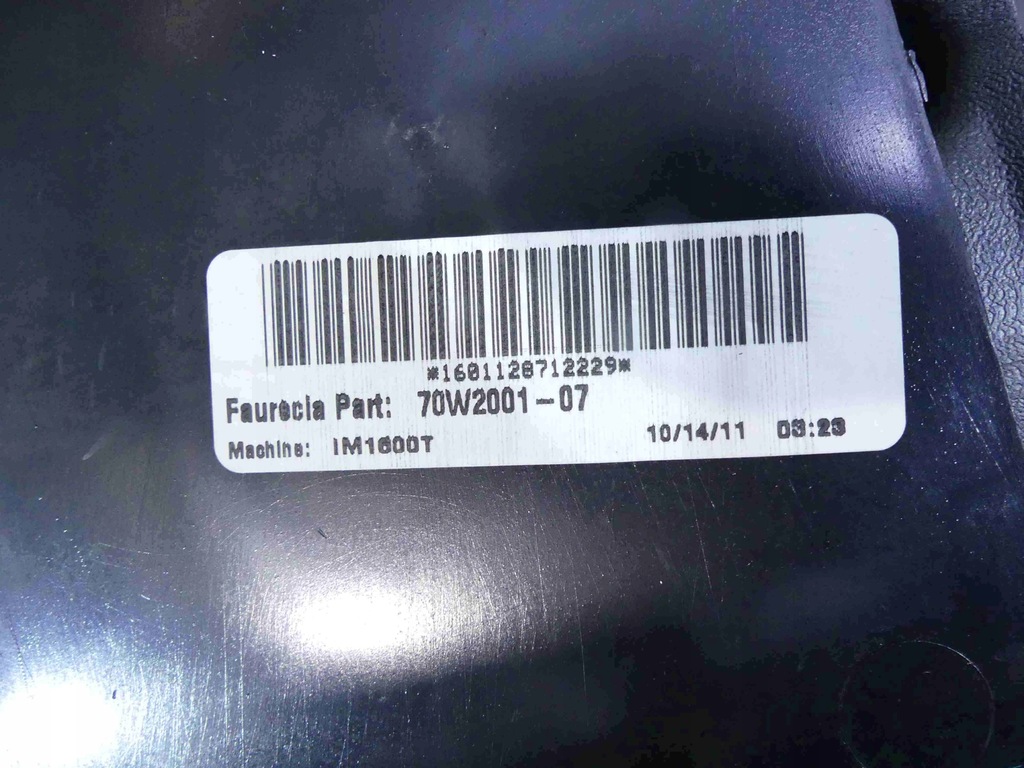 *1601128712229*
Faurecia Part: 70W2001-07
Machine: IM1600T 10/14/11 03:23